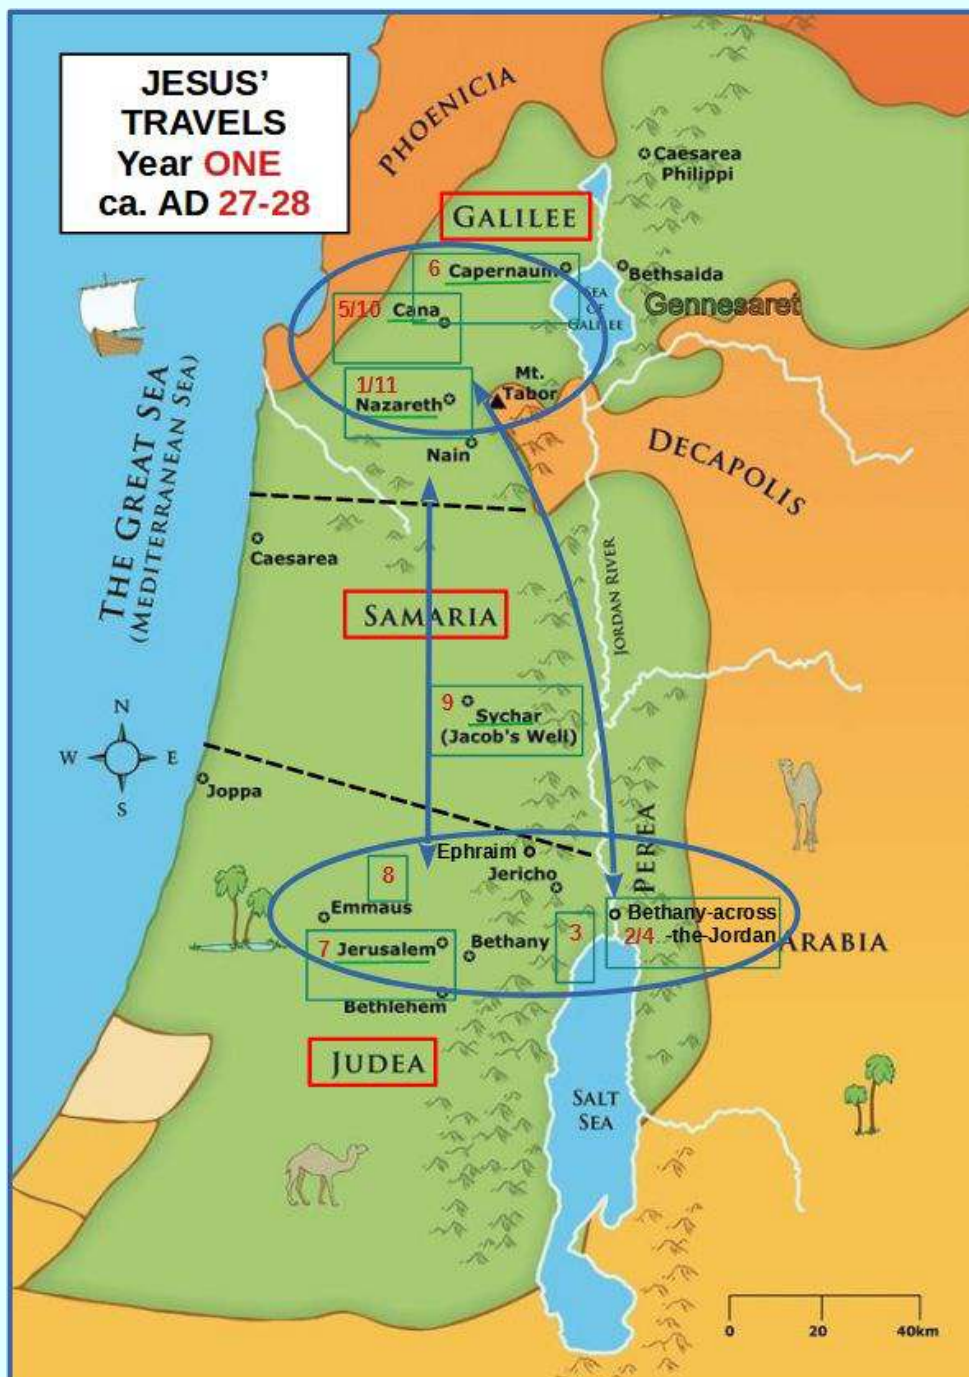 JESUS'
TRAVELS
Year ONE
ca. AD 27-28
PHOENICIA
Caesarea
Philippi
GALILEE
6 Capernaum
Bethsaida
SEA
OF
GALILEE
Gennesaret
5/10 Cana
Mt.
Tabor
1/11
Nazareth
Nain
DECAPOLIS
THE GREAT SEA
(MEDITERRANEAN SEA)
Caesarea
SAMARIA
JORDAN RIVER
9
Sychar
(Jacob's Well)
N
W E
S
Joppa
PEREA
Ephraim
Jericho
8
Emmaus
Bethany-across
2/4 -the-Jordan
3
ARABIA
7 Jerusalem
Bethany
Bethlehem
JUDEA
SALT
SEA
0 20 40km